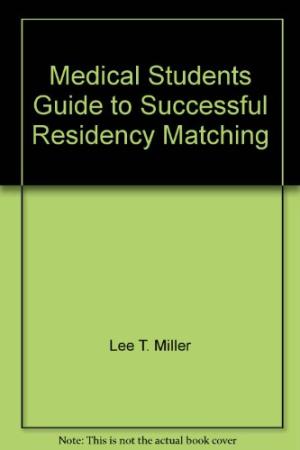 Medical Students
Guide to Successful
Residency Matching
Lee T. Miller
Note: This is not the actual book cover